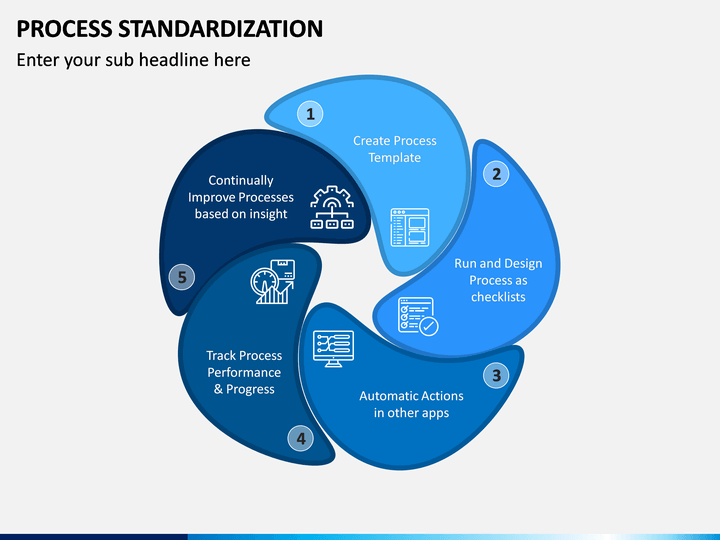 PROCESS STANDARDIZATION
Enter your sub headline here
1
Create Process
Template
2
Run and Design
Process as
checklists
3
Automatic Actions
in other apps
4
Track Process
Performance
& Progress
5
Continually
Improve Processes
based on insight